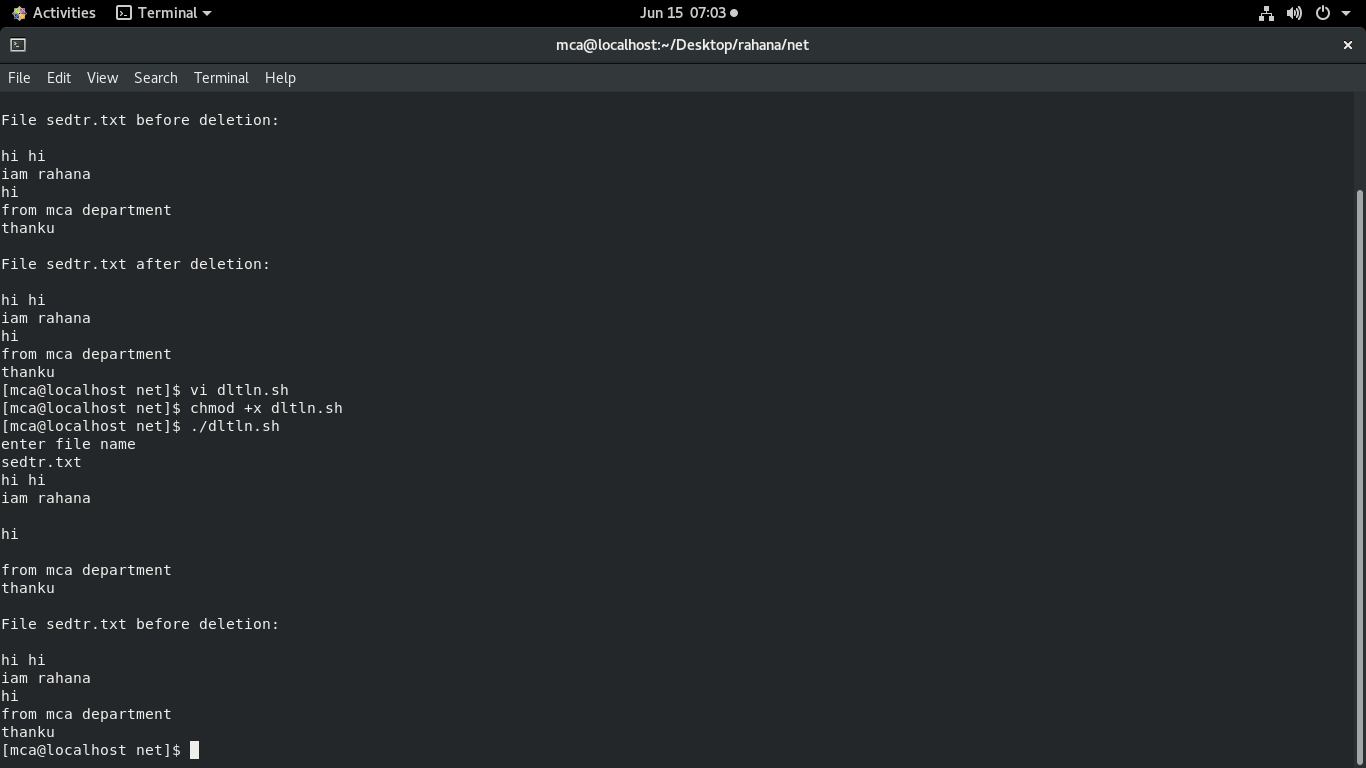 Activities Terminal Jun 15 07:03
mca@localhost:~/Desktop/rahana/net
File Edit View Search Terminal Help
File sedtr.txt before deletion:
hi hi
iam rahana
hi
from mca department
thanku
File sedtr.txt after deletion:
hi hi
iam rahana
hi
from mca department
thanku
[mca@localhost net]$ vi dltln.sh
[mca@localhost net]$ chmod +x dltln.sh
[mca@localhost net]$ ./dltln.sh
enter file name
sedtr.txt
hi hi
iam rahana
hi
from mca department
thanku
File sedtr.txt before deletion:
hi hi
iam rahana
hi
from mca department
thanku
[mca@localhost net]$